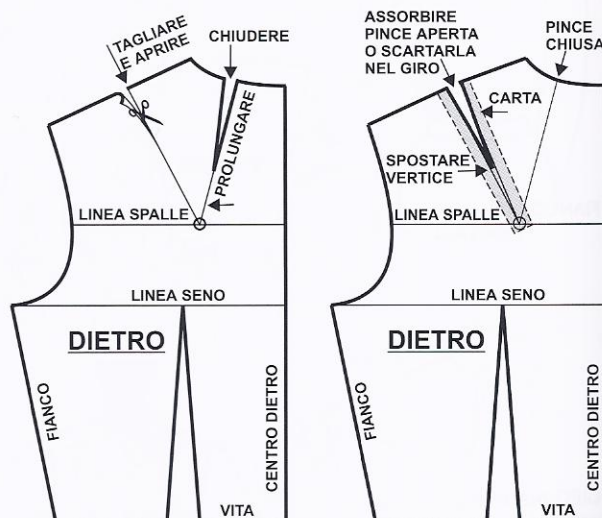 TAGLIARE
E APRIRE
CHIUDERE
PROLUNGARE
LINEA SPALLE
LINEA SENO
DIETRO
FIANCO
CENTRO DIETRO
VITA
ASSORBIRE
PINCE APERTA
O SCARTARLA
NEL GIRO
PINCE
CHIUSA
CARTA
SPOSTARE
VERTICE
LINEA SPALLE
LINEA SENO
DIETRO
FIANCO
CENTRO DIETRO
VITA